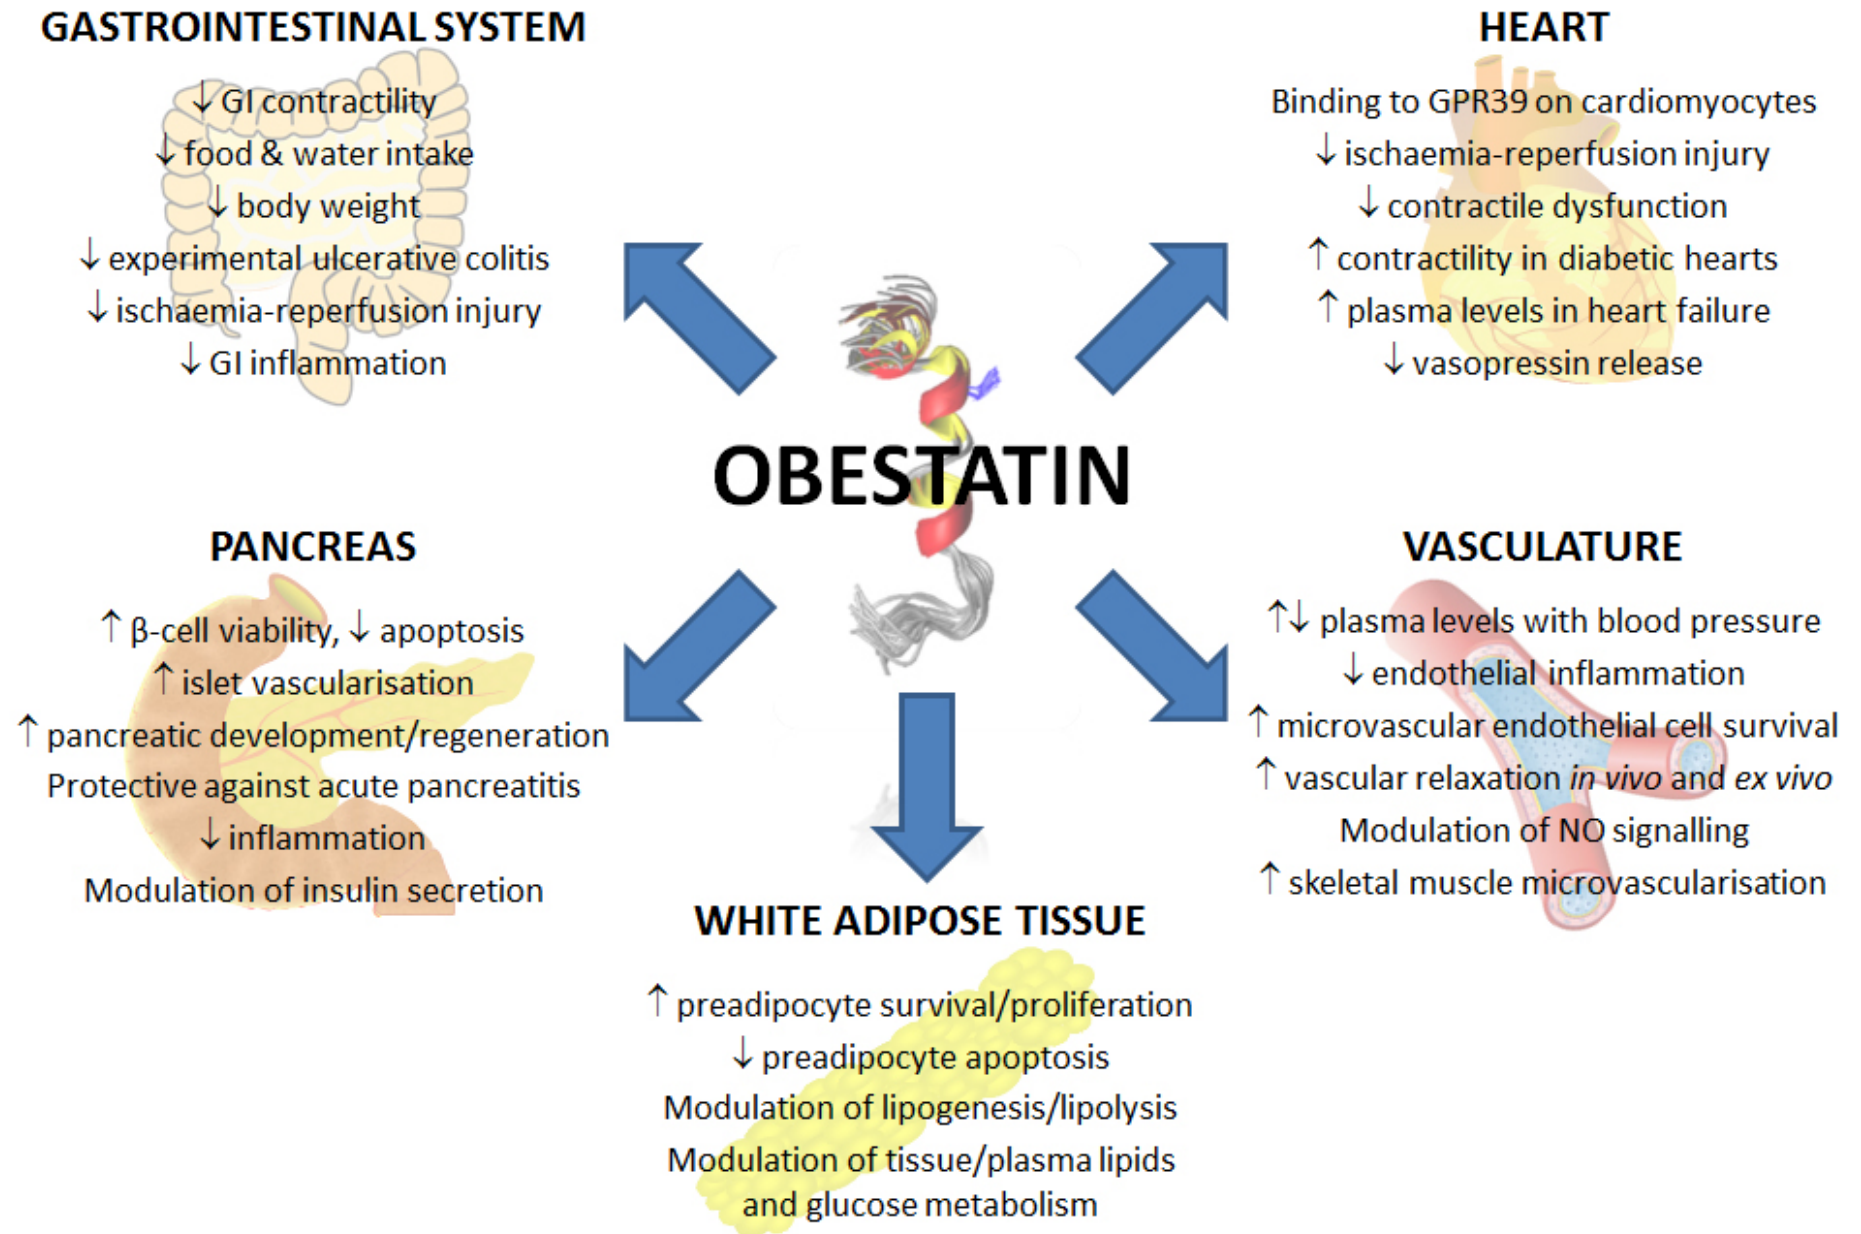 GASTROINTESTINAL SYSTEM
↓ GI contractility
↓ food & water intake
↓ body weight
↓ experimental ulcerative colitis
↓ ischaemia-reperfusion injury
↓ GI inflammation
HEART
Binding to GPR39 on cardiomyocytes
↓ ischaemia-reperfusion injury
↓ contractile dysfunction
↑ contractility in diabetic hearts
↑ plasma levels in heart failure
↓ vasopressin release
OBESTATIN
PANCREAS
↑ β-cell viability, ↓ apoptosis
↑ islet vascularisation
↑ pancreatic development/regeneration
Protective against acute pancreatitis
↓ inflammation
Modulation of insulin secretion
VASCULATURE
↑↓ plasma levels with blood pressure
↓ endothelial inflammation
↑ microvascular endothelial cell survival
↑ vascular relaxation in vivo and ex vivo
Modulation of NO signalling
↑ skeletal muscle microvascularisation
WHITE ADIPOSE TISSUE
↑ preadipocyte survival/proliferation
↓ preadipocyte apoptosis
Modulation of lipogenesis/lipolysis
Modulation of tissue/plasma lipids
and glucose metabolism